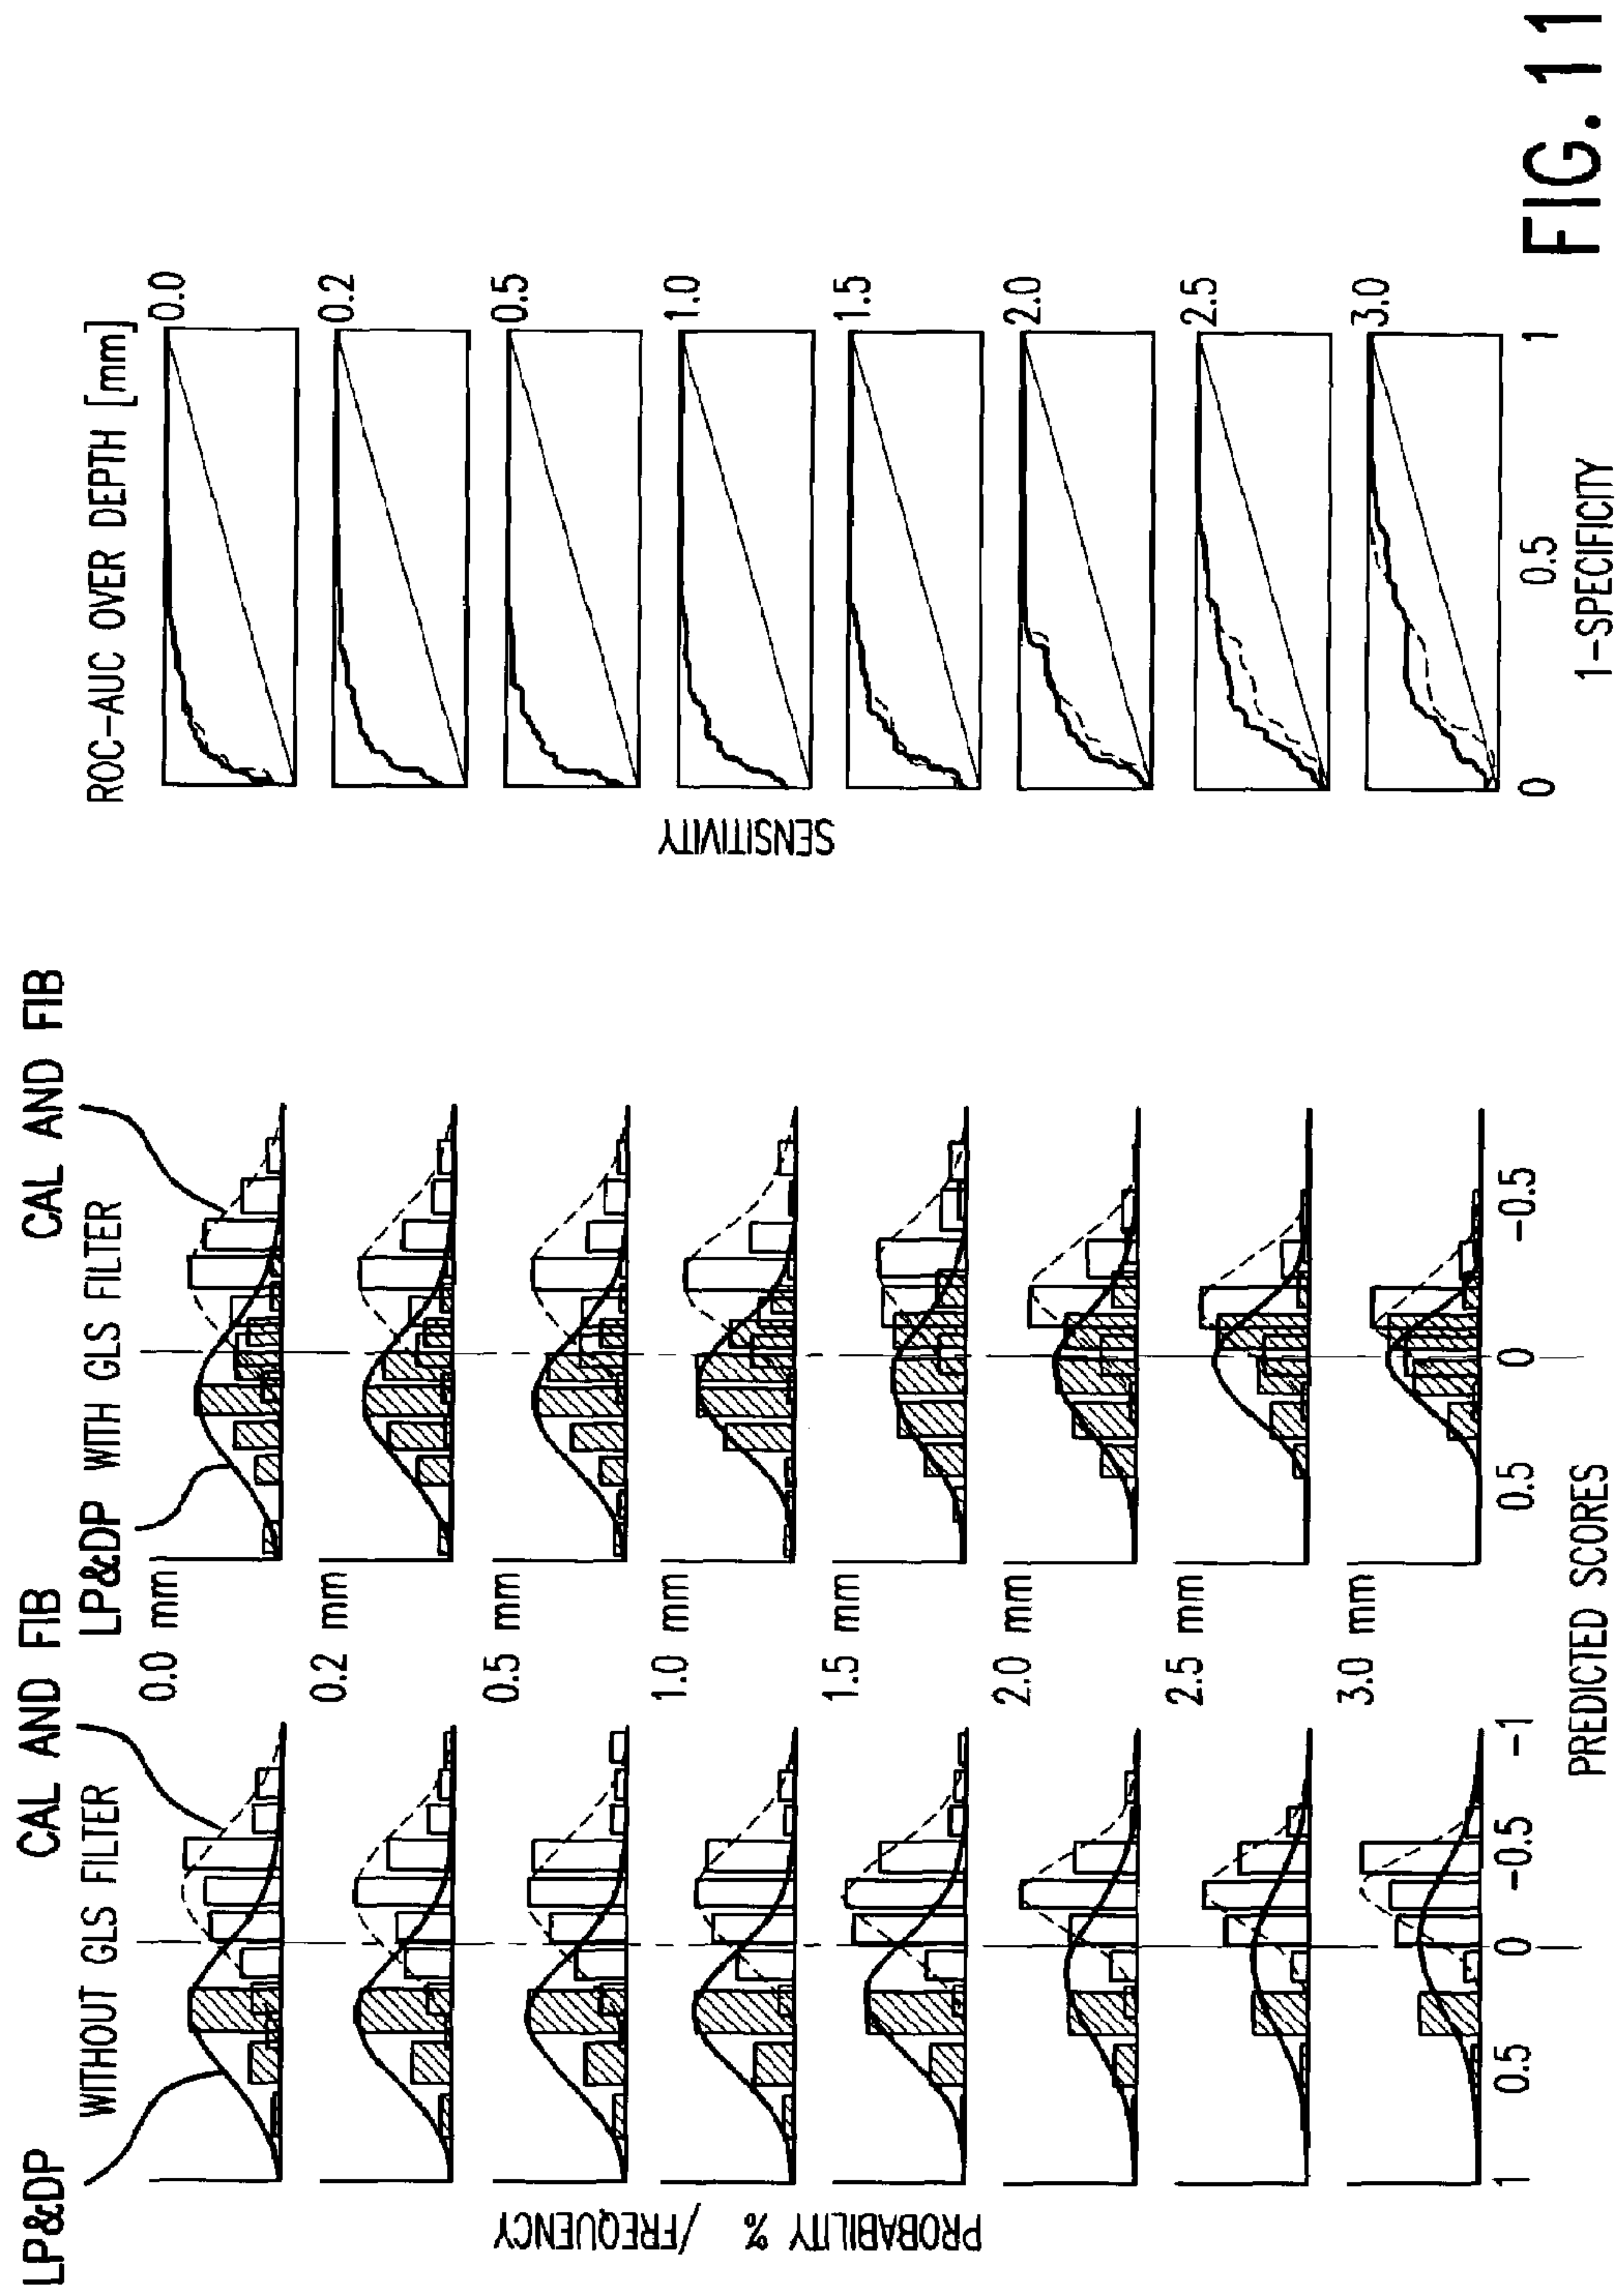 LP&DP
CAL AND FIB
WITHOUT GLS FILTER
LP&DP
CAL AND FIB
WITH GLS FILTER
ROC-AUC OVER DEPTH [mm]
PROBABILITY % /FREQUENCY
0.0 mm
0.2 mm
0.5 mm
1.0 mm
1.5 mm
2.0 mm
2.5 mm
3.0 mm
1 0.5 0 -0.5 -1
0.5 0 -0.5
PREDICTED SCORES
SENSITIVITY
0.0
0.2
0.5
1.0
1.5
2.0
2.5
3.0
0 0.5 1
1-SPECIFICITY
FIG. 11